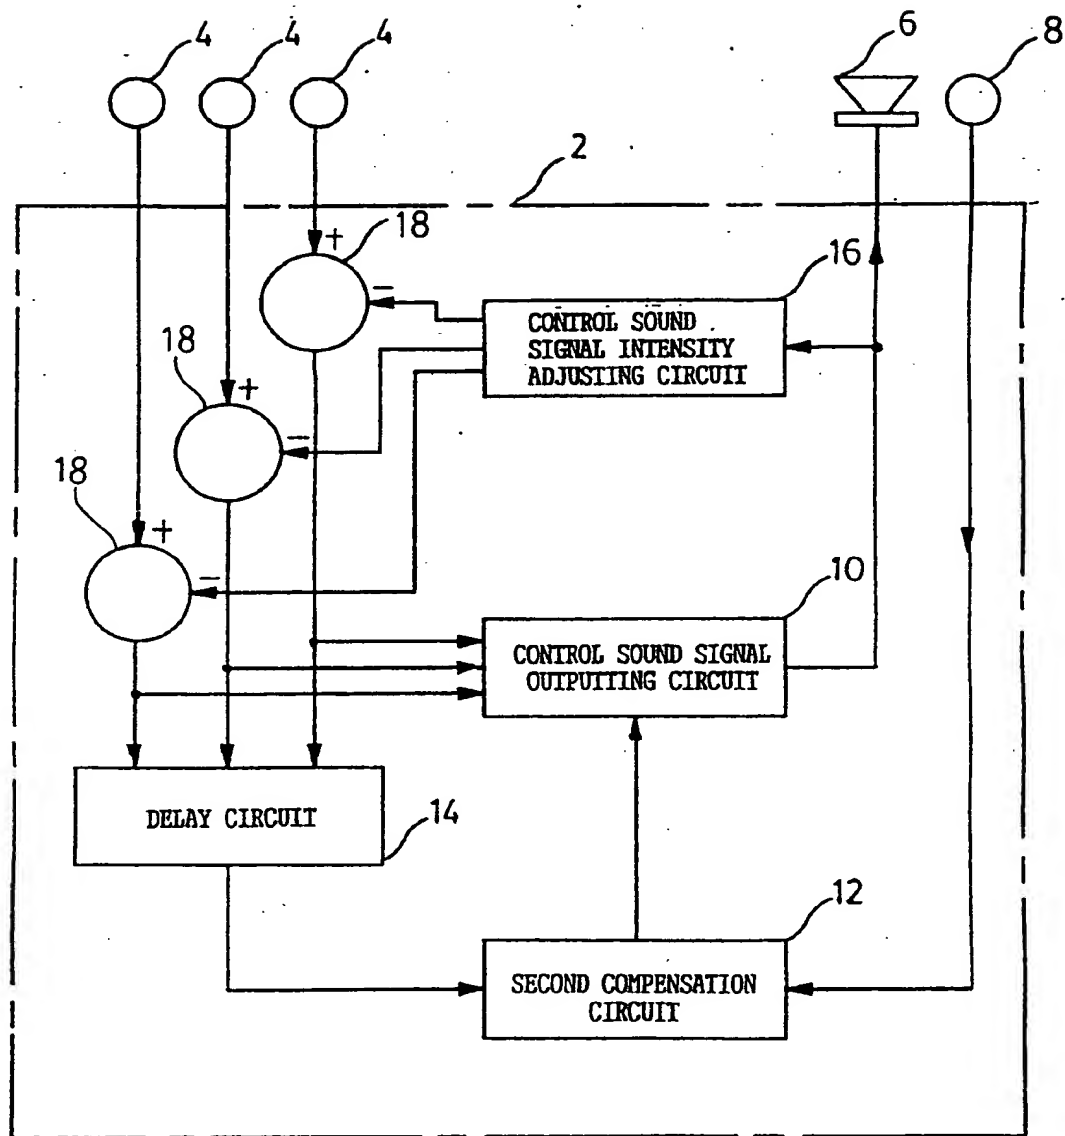 4
4
4
6
8
2
18
+
16
−
CONTROL SOUND
SIGNAL INTENSITY
ADJUSTING CIRCUIT
18
+
−
18
+
−
10
CONTROL SOUND SIGNAL
OUTPUTTING CIRCUIT
DELAY CIRCUIT
14
12
SECOND COMPENSATION
CIRCUIT